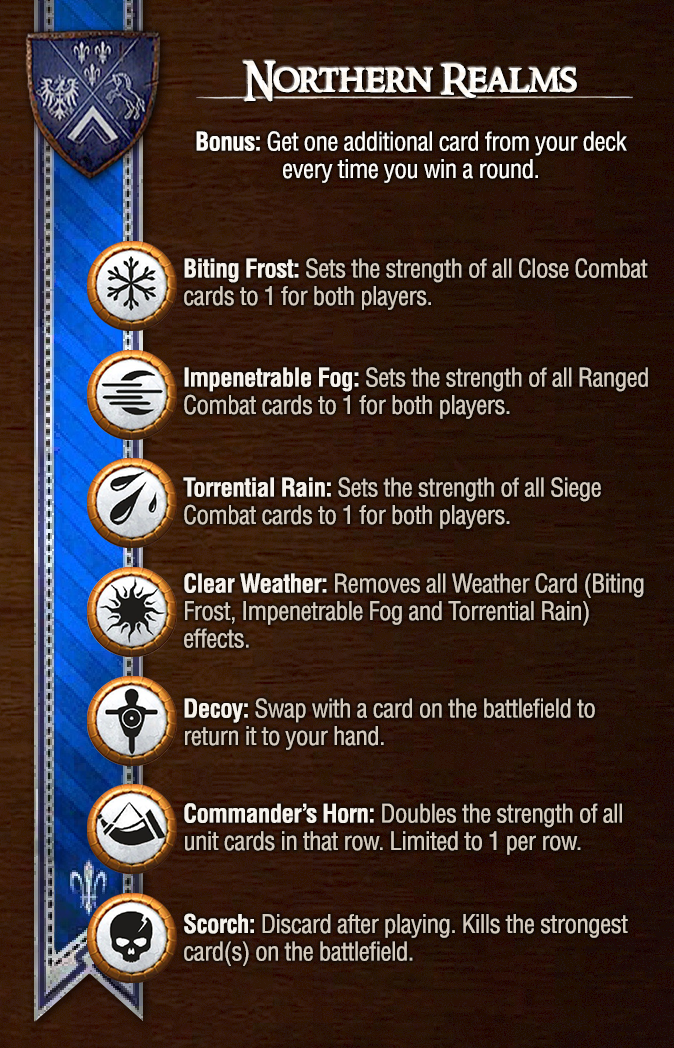 Northern Realms
Bonus: Get one additional card from your deck
every time you win a round.
Biting Frost: Sets the strength of all Close Combat
cards to 1 for both players.
Impenetrable Fog: Sets the strength of all Ranged
Combat cards to 1 for both players.
Torrential Rain: Sets the strength of all Siege
Combat cards to 1 for both players.
Clear Weather: Removes all Weather Card (Biting
Frost, Impenetrable Fog and Torrential Rain)
effects.
Decoy: Swap with a card on the battlefield to
return it to your hand.
Commander's Horn: Doubles the strength of all
unit cards in that row. Limited to 1 per row.
Scorch: Discard after playing. Kills the strongest
card(s) on the battlefield.